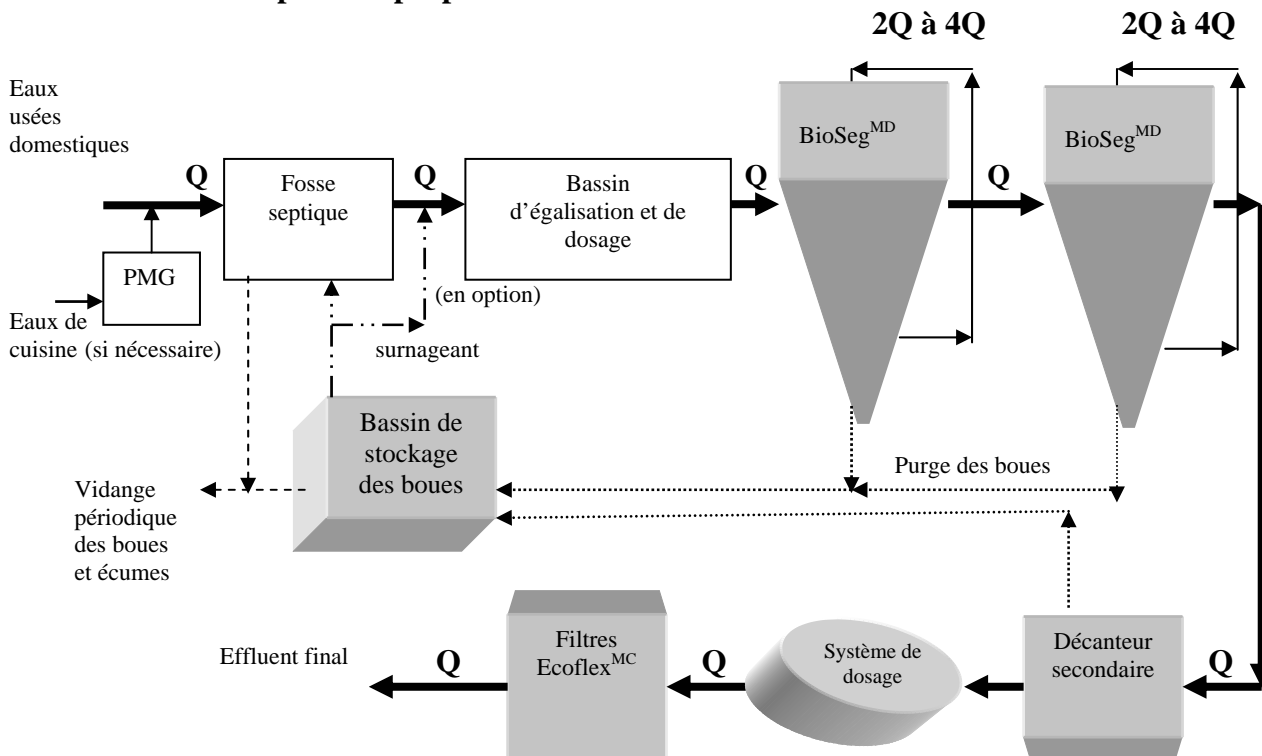 2Q à 4Q
2Q à 4Q
Eaux
usées
domestiques
BioSeg^MD
BioSeg^MD
Q
Fosse
septique
Q
Bassin
d’égalisation et de
dosage
Q
Q
PMG
(en option)
Eaux de
cuisine (si nécessaire)
surnageant
Bassin de
stockage
des boues
Purge des boues
Vidange
périodique
des boues
et écumes
Effluent final
Q
Filtres
Ecoflex^MC
Q
Système de
dosage
Décanteur
secondaire
Q